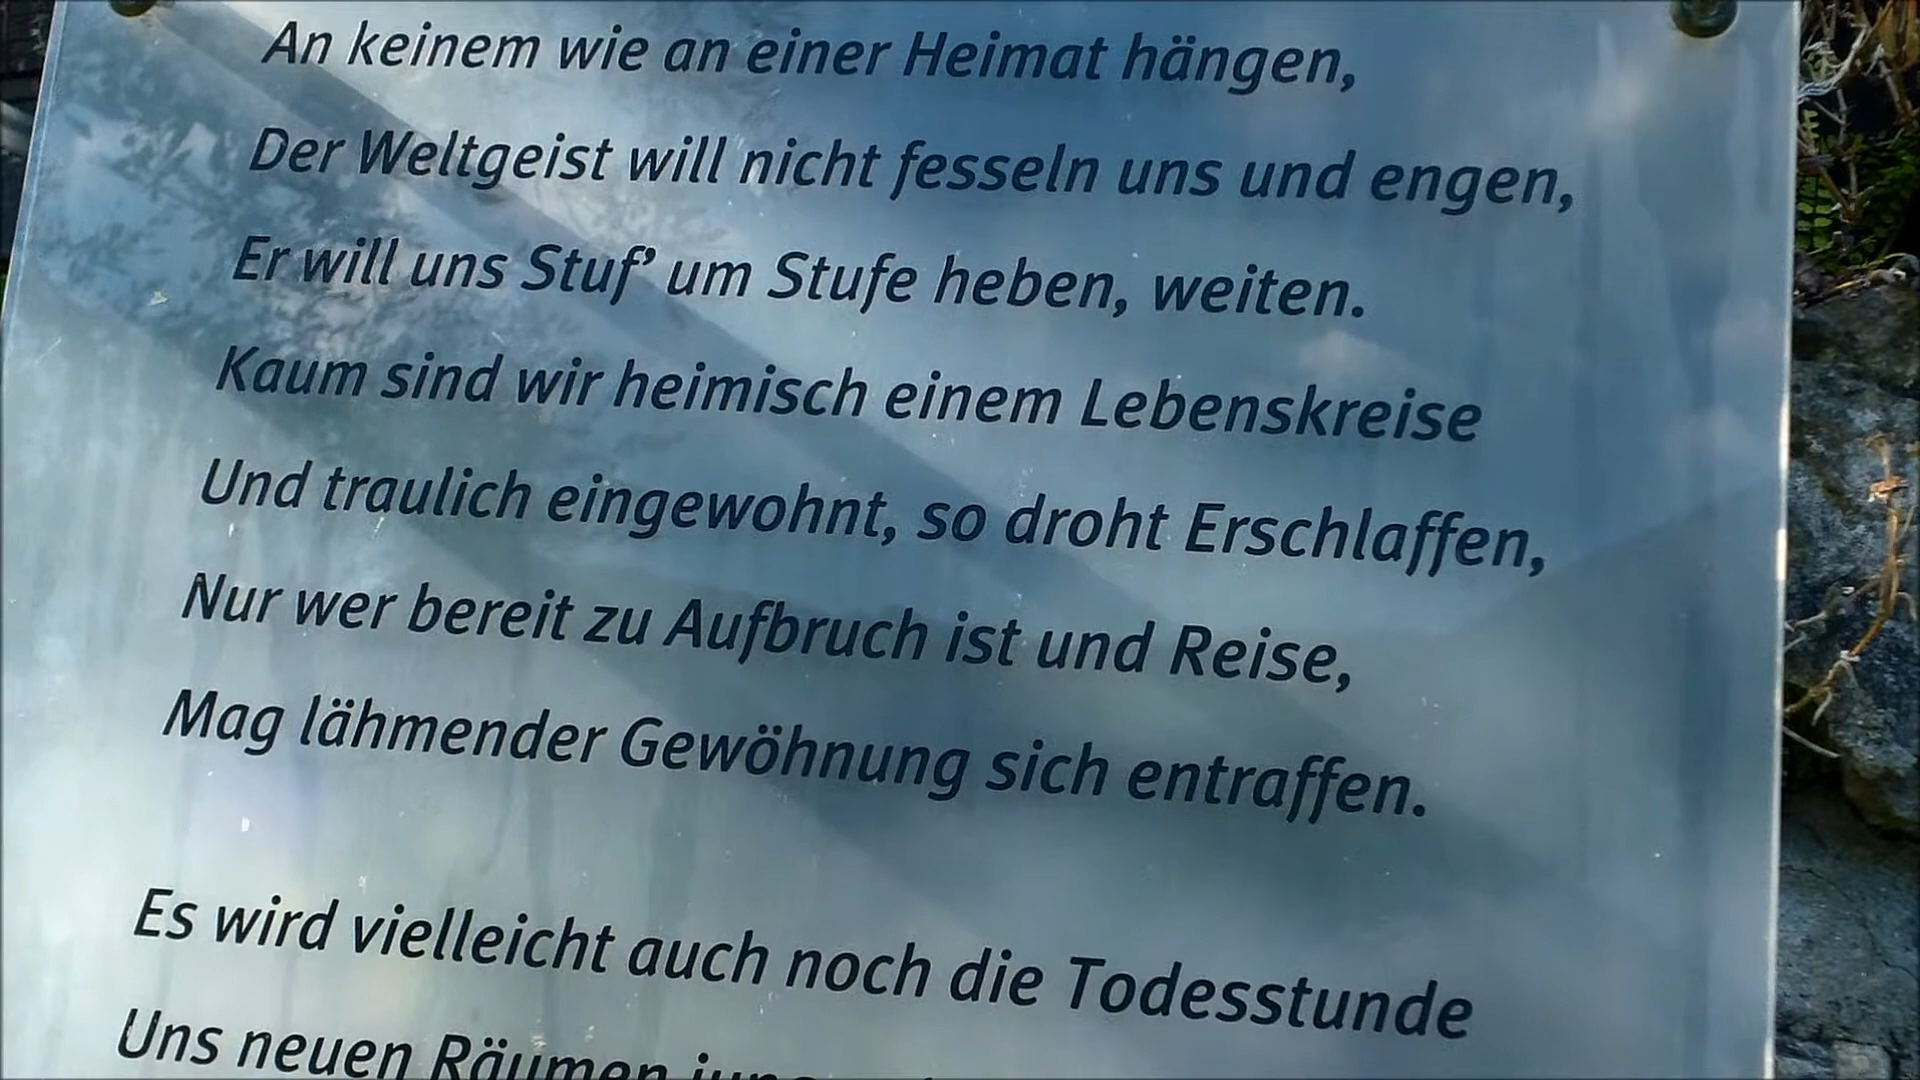 An keinem wie an einer Heimat hängen,
Der Weltgeist will nicht fesseln uns und engen,
Er will uns Stuf’ um Stufe heben, weiten.
Kaum sind wir heimisch einem Lebenskreise
Und traulich eingewohnt, so droht Erschlaffen,
Nur wer bereit zu Aufbruch ist und Reise,
Mag lähmender Gewöhnung sich entraffen.
Es wird vielleicht auch noch die Todesstunde
Uns neuen Räumen